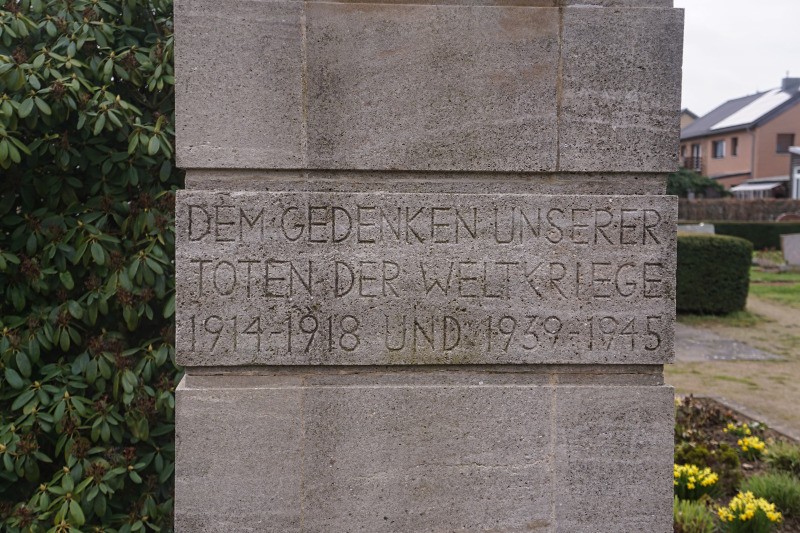 DEM GEDENKEN UNSERER
TOTEN DER WELTKRIEGE
1914-1918 UND 1939-1945